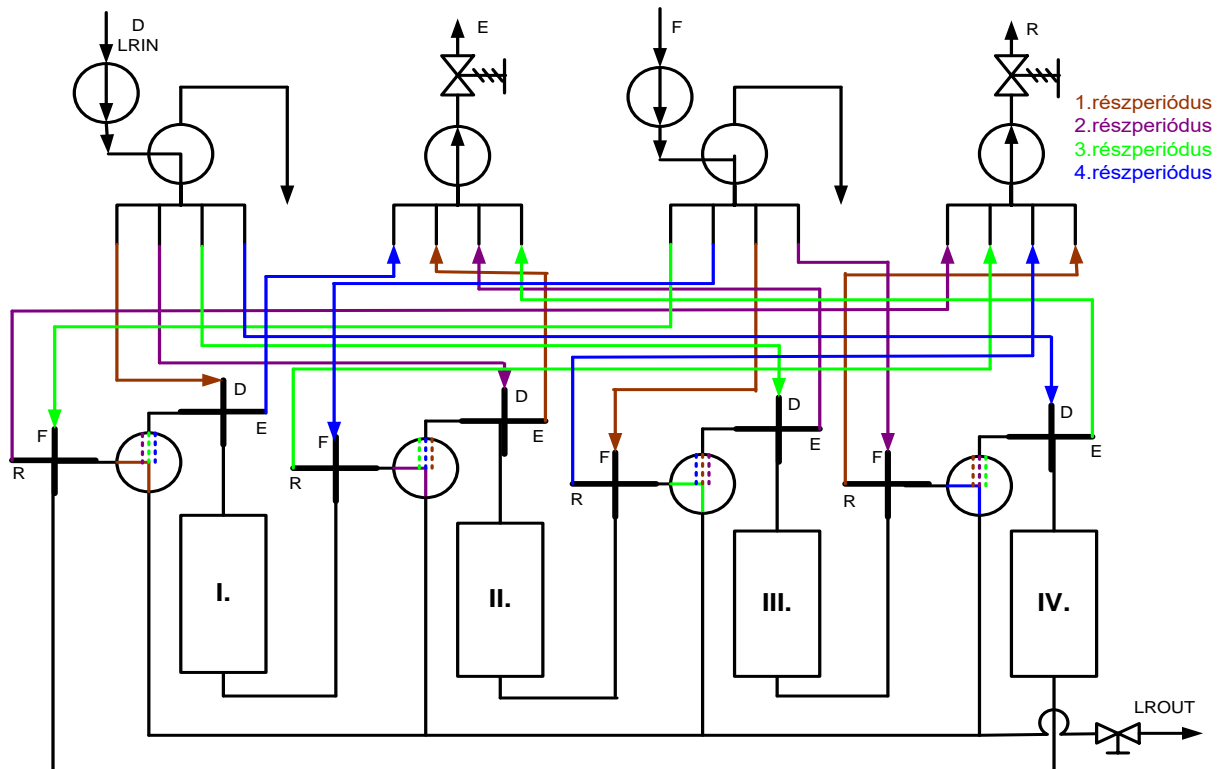 D
LRIN
E
F
R
1.részperiódus
2.részperiódus
3.részperiódus
4.részperiódus
D
E
F
R
D
E
F
R
D
E
F
R
D
E
F
R
I.
II.
III.
IV.
LROUT